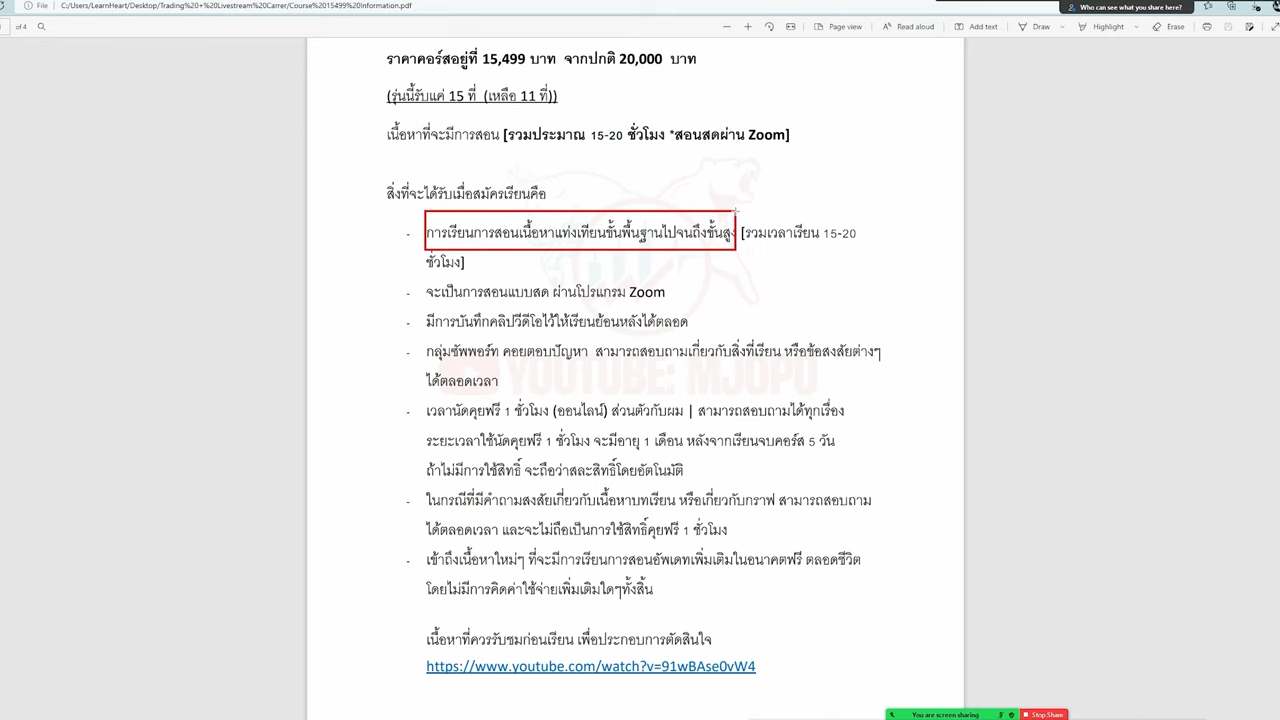 File C:/Users/LearnHeart/Desktop/Trading%20+%20Livestream%20Carrer/Course%2015499%20Information.pdf
Who can see what you share here?
of 4 Page view Read aloud Add text Draw Highlight Erase
ราคาคอร์สอยู่ที่ 15,499 บาท จากปกติ 20,000 บาท
(รุ่นนี้รับแค่ 15 ที่ (เหลือ 11 ที่))
เนื้อหาที่จะมีการสอน [รวมประมาณ 15-20 ชั่วโมง *สอนสดผ่าน Zoom]
สิ่งที่จะได้รับเมื่อสมัครเรียนคือ
- การเรียนการสอนเนื้อหาแท่งเทียนขั้นพื้นฐานไปจนถึงขั้นสูง [รวมเวลาเรียน 15-20
ชั่วโมง]
- จะเป็นการสอนแบบสด ผ่านโปรแกรม Zoom
- มีการบันทึกคลิปวีดีโอไว้ให้เรียนย้อนหลังได้ตลอด
- กลุ่มซัพพอร์ท คอยตอบปัญหา สามารถสอบถามเกี่ยวกับสิ่งที่เรียน หรือข้อสงสัยต่างๆ
ได้ตลอดเวลา
YOUTUBE: MJOPO
- เวลานัดคุยฟรี 1 ชั่วโมง (ออนไลน์) ส่วนตัวกับผม | สามารถสอบถามได้ทุกเรื่อง
ระยะเวลาใช้นัดคุยฟรี 1 ชั่วโมง จะมีอายุ 1 เดือน หลังจากเรียนจบคอร์ส 5 วัน
ถ้าไม่มีการใช้สิทธิ์ จะถือว่าสละสิทธิ์โดยอัตโนมัติ
- ในกรณีที่มีคำถามสงสัยเกี่ยวกับเนื้อหาบทเรียน หรือเกี่ยวกับกราฟ สามารถสอบถาม
ได้ตลอดเวลา และจะไม่ถือเป็นการใช้สิทธิ์คุยฟรี 1 ชั่วโมง
- เข้าถึงเนื้อหาใหม่ๆ ที่จะมีการเรียนการสอนอัพเดทเพิ่มเติมในอนาคตฟรี ตลอดชีวิต
โดยไม่มีการคิดค่าใช้จ่ายเพิ่มเติมใดๆทั้งสิ้น
เนื้อหาที่ควรรับชมก่อนเรียน เพื่อประกอบการตัดสินใจ
https://www.youtube.com/watch?v=91wBAse0vW4
You are screen sharing Stop Share